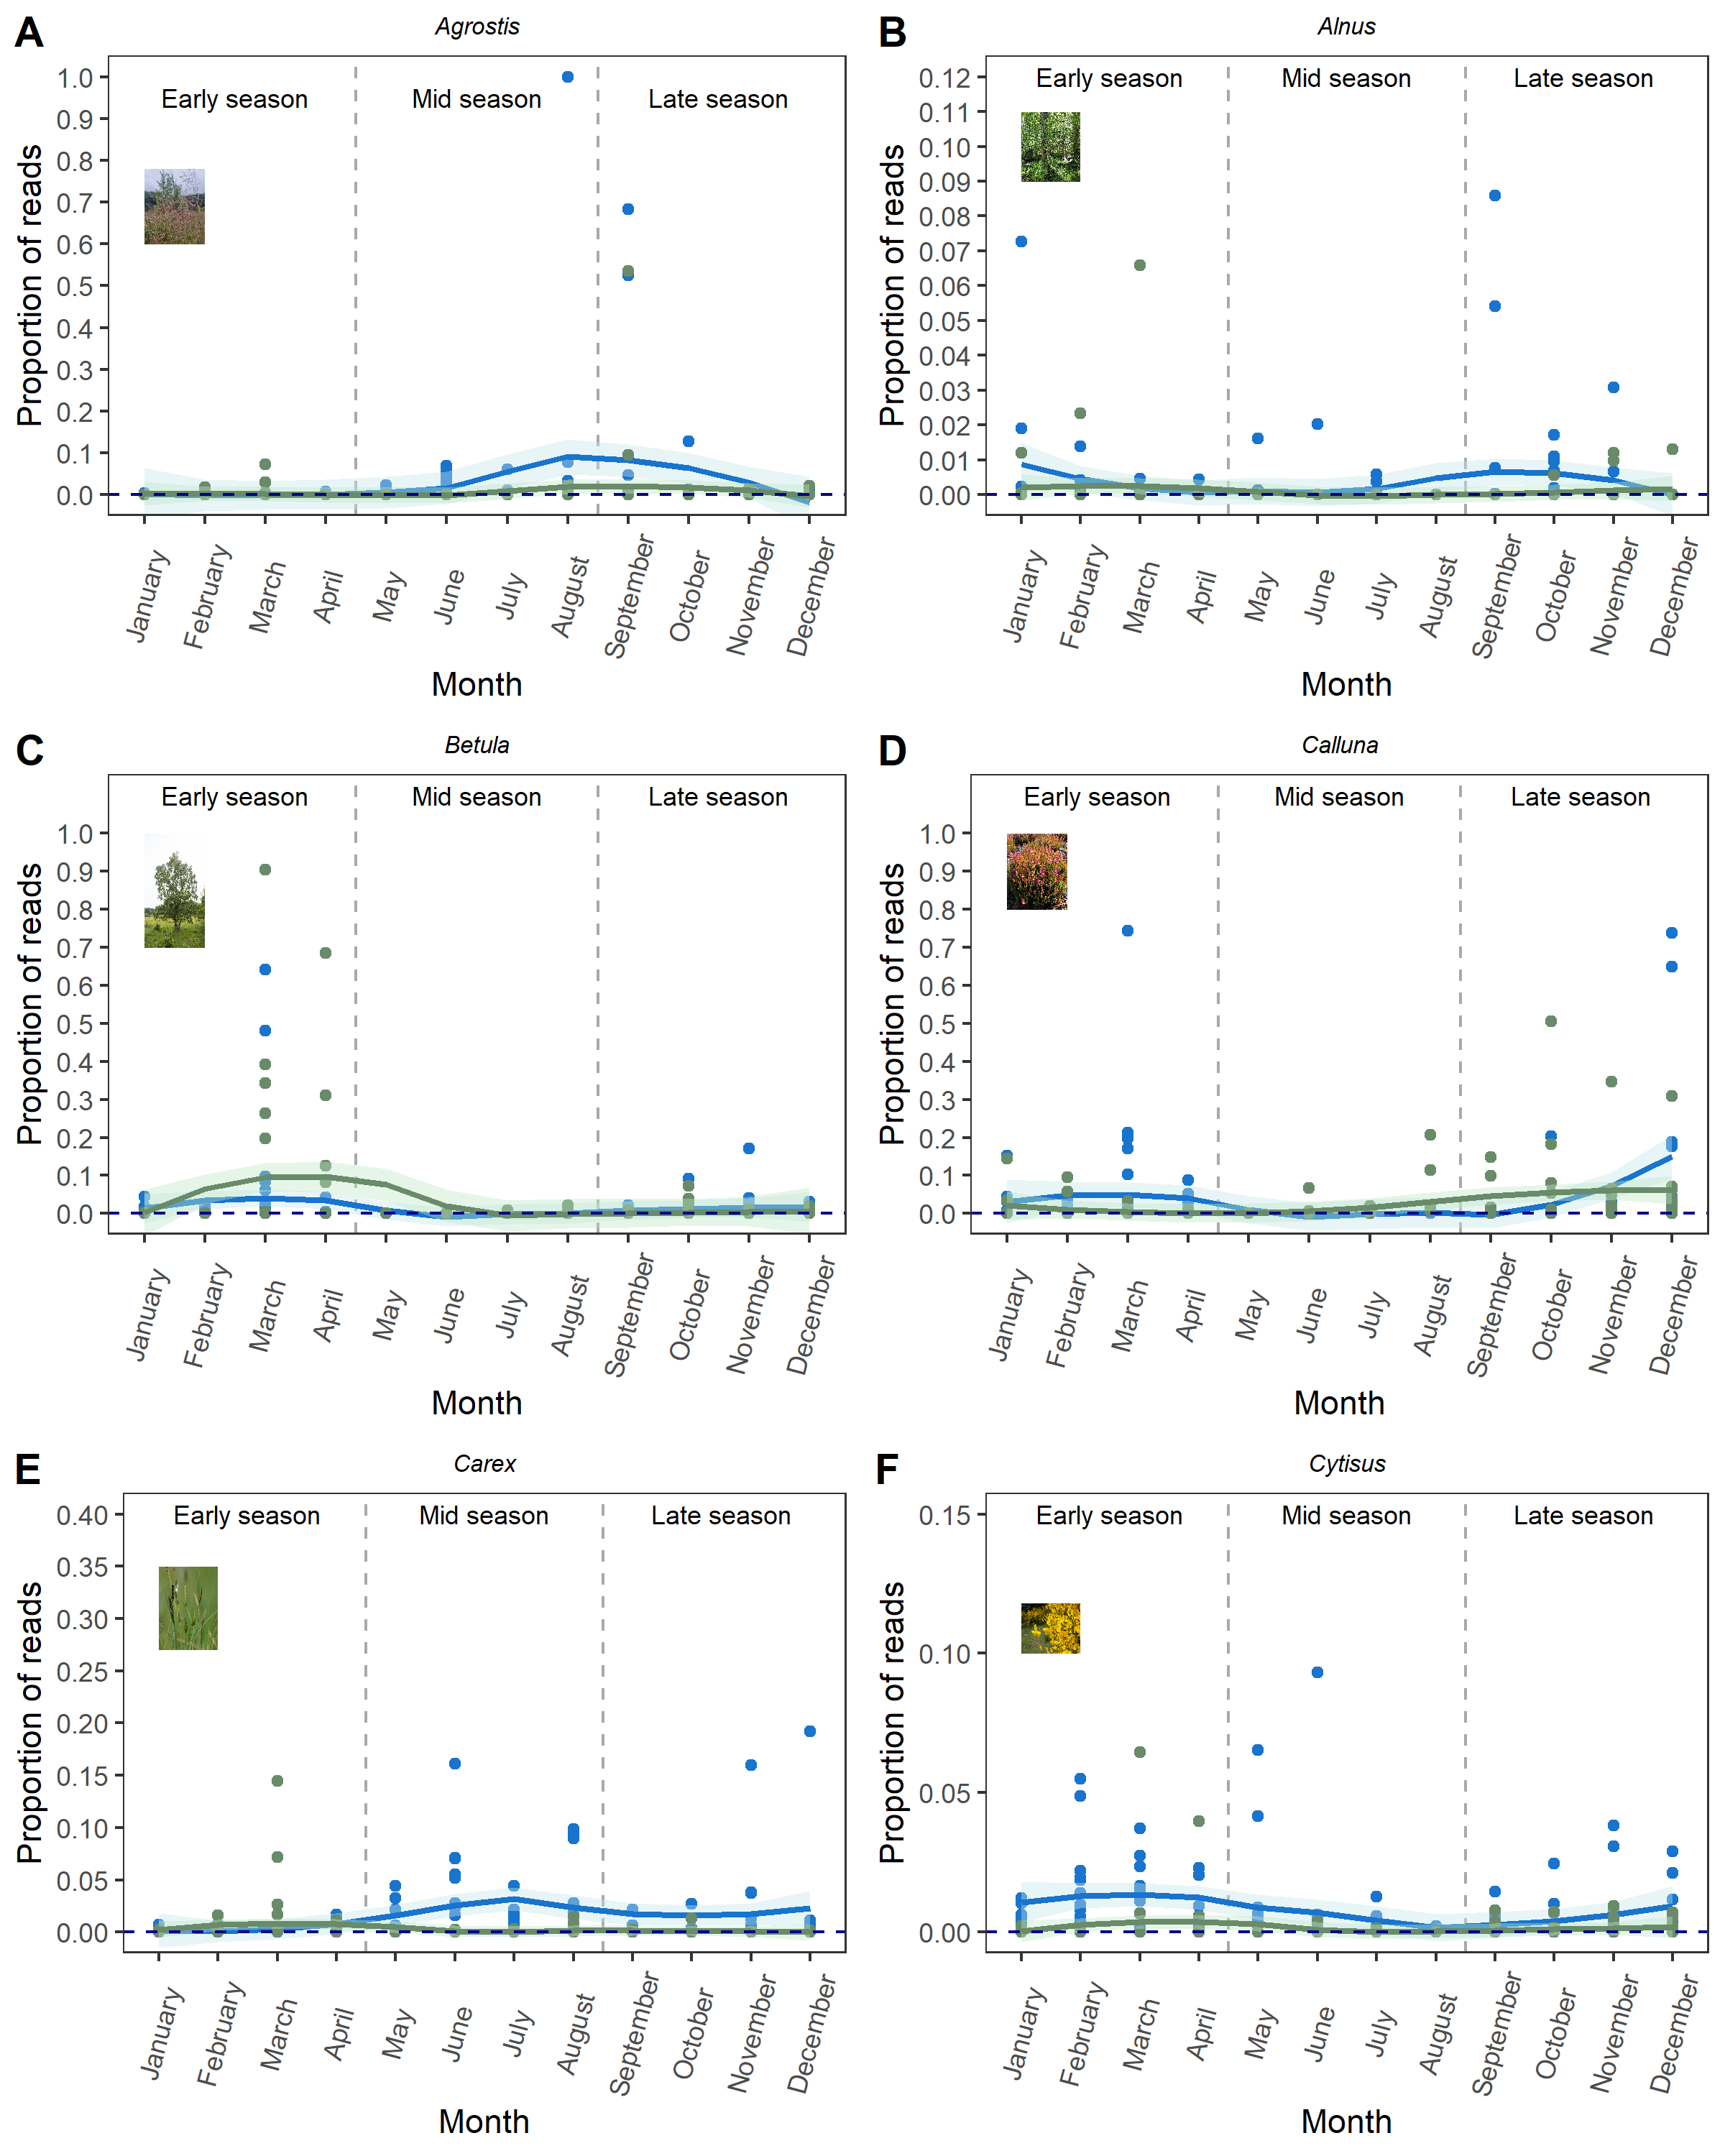 A
Agrostis
Proportion of reads
1.0
0.9
0.8
0.7
0.6
0.5
0.4
0.3
0.2
0.1
0.0
Early season
Mid season
Late season
January
February
March
April
May
June
July
August
September
October
November
December
Month
B
Alnus
Proportion of reads
0.12
0.11
0.10
0.09
0.08
0.07
0.06
0.05
0.04
0.03
0.02
0.01
0.00
Early season
Mid season
Late season
January
February
March
April
May
June
July
August
September
October
November
December
Month
C
Betula
Proportion of reads
1.0
0.9
0.8
0.7
0.6
0.5
0.4
0.3
0.2
0.1
0.0
Early season
Mid season
Late season
January
February
March
April
May
June
July
August
September
October
November
December
Month
D
Calluna
Proportion of reads
1.0
0.9
0.8
0.7
0.6
0.5
0.4
0.3
0.2
0.1
0.0
Early season
Mid season
Late season
January
February
March
April
May
June
July
August
September
October
November
December
Month
E
Carex
Proportion of reads
0.40
0.35
0.30
0.25
0.20
0.15
0.10
0.05
0.00
Early season
Mid season
Late season
January
February
March
April
May
June
July
August
September
October
November
December
Month
F
Cytisus
Proportion of reads
0.15
0.10
0.05
0.00
Early season
Mid season
Late season
January
February
March
April
May
June
July
August
September
October
November
December
Month